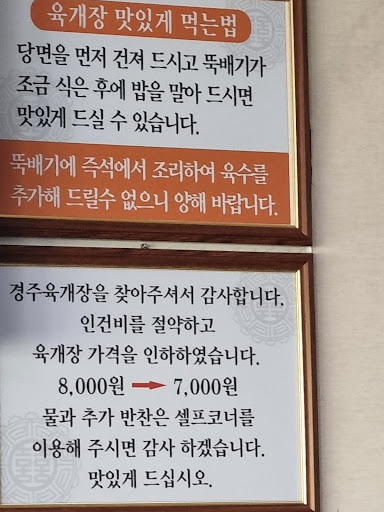 육개장 맛있게 먹는법
당면을 먼저 건져 드시고 뚝배기가
조금 식은 후에 밥을 말아 드시면
맛있게 드실 수 있습니다.
뚝배기에 즉석에서 조리하여 육수를
추가해 드릴수 없으니 양해 바랍니다.
경주육개장을 찾아주셔서 감사합니다.
인건비를 절약하고
육개장 가격을 인하하였습니다.
8,000원 → 7,000원
물과 추가 반찬은 셀프코너를
이용해 주시면 감사 하겠습니다.
맛있게 드십시오.